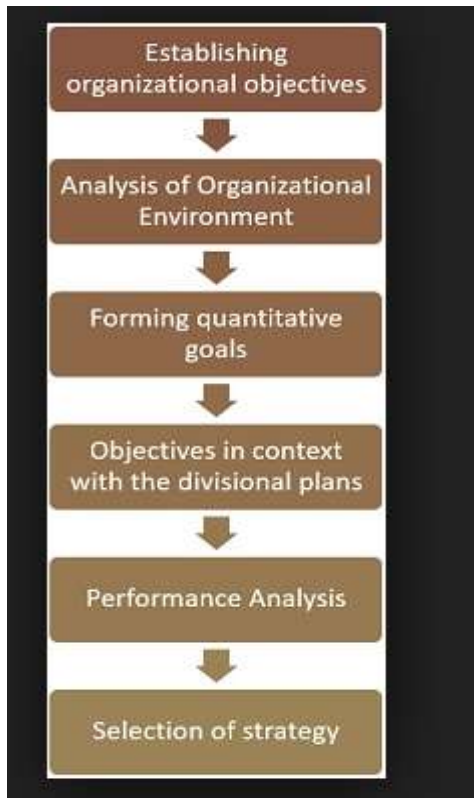 Establishing
organizational objectives
Analysis of Organizational
Environment
Forming quantitative
goals
Objectives in context
with the divisional plans
Performance Analysis
Selection of strategy